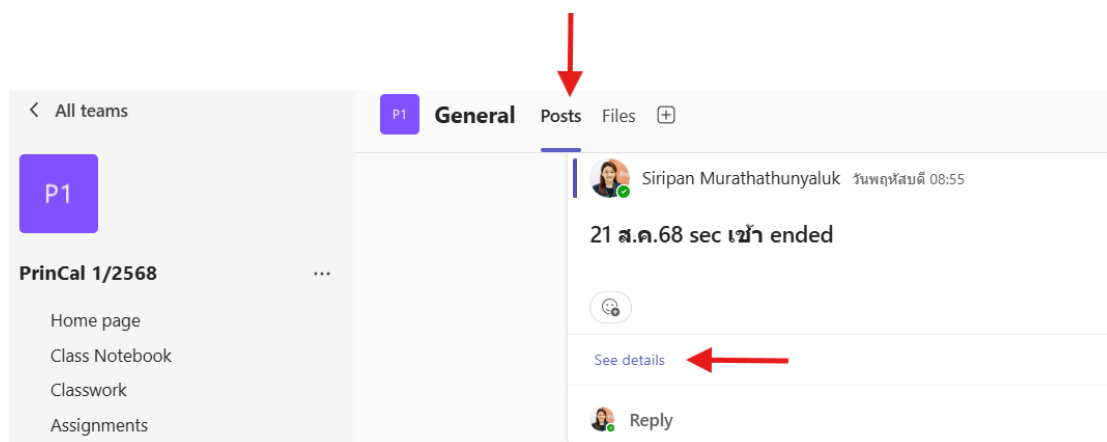 All teams
P1
PrinCal 1/2568
...
Home page
Class Notebook
Classwork
Assignments
P1 General Posts Files
Siripan Murathathunyaluk วันพฤหัสบดี 08:55
21 ส.ค.68 sec เช้า ended
See details
Reply